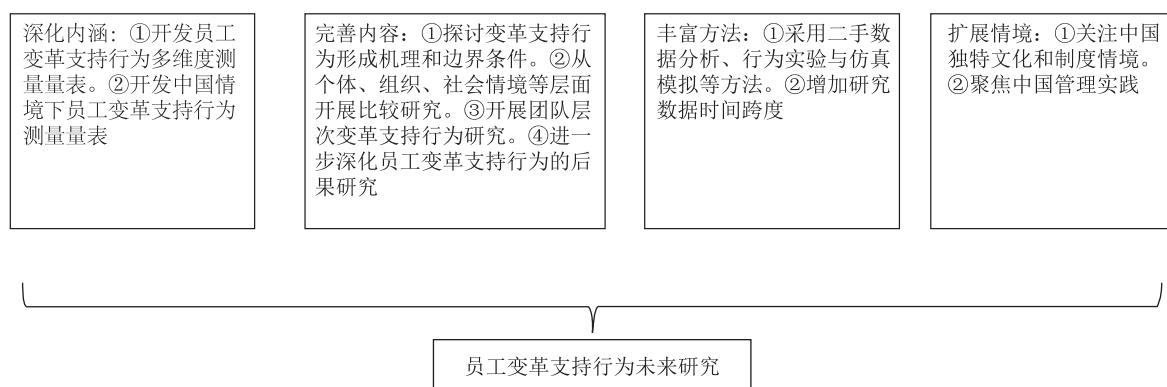 深化内涵：①开发员工
变革支持行为多维度测
量量表。②开发中国情
境下员工变革支持行为
测量量表
完善内容：①探讨变革支持行
为形成机理和边界条件。②从
个体、组织、社会情境等层面
开展比较研究。③开展团队层
次变革支持行为研究。④进一
步深化员工变革支持行为的后
果研究
丰富方法：①采用二手数
据分析、行为实验与仿真
模拟等方法。②增加研究
数据时间跨度
扩展情境：①关注中国
独特文化和制度情境。
②聚焦中国管理实践
员工变革支持行为未来研究